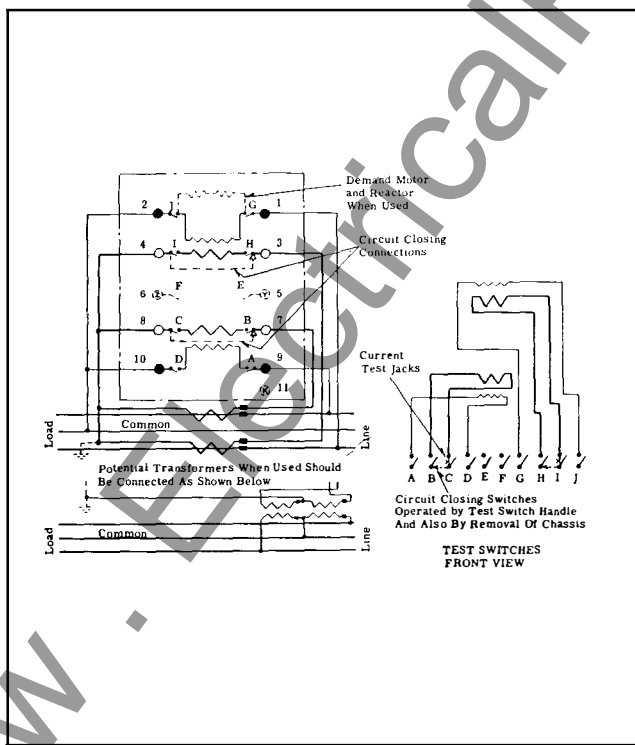 Demand Motor
and Reactor
When Used
2 J G 1
4 I H 3
Circuit Closing
Connections
F E
6 5
8 C B 7
10 D A 9
11
Current
Test Jacks
Load
Common
Line
A B C D E F G H I J
Potential Transformers When Used Should
Be Connected As Shown Below
Circuit Closing Switches
Operated by Test Switch Handle
And Also By Removal Of Chassis
Load
Common
Line
TEST SWITCHES
FRONT VIEW
w . Electrical